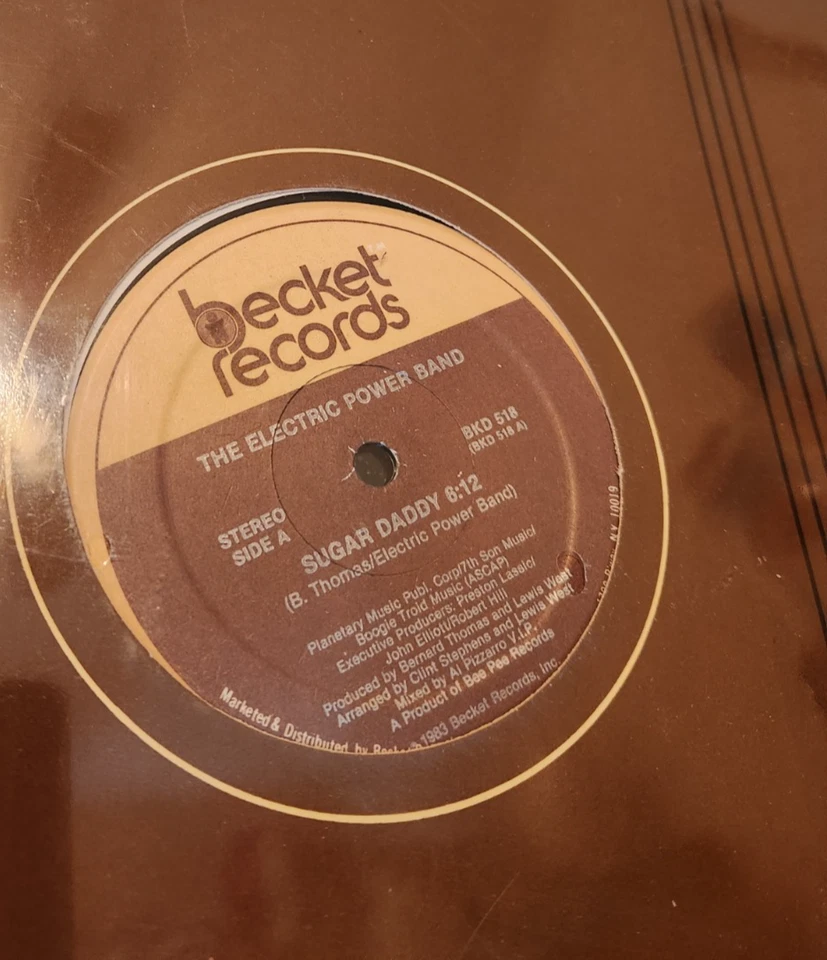 becket
records
THE ELECTRIC POWER BAND
BKD 518
(BKD 518 A)
STEREO
SIDE A
SUGAR DADDY 6:12
(B. Thomas/Electric Power Band)
Planetary Music Publ. Corp/7th Son Music/
Boogie Troid Music (ASCAP)
Executive Producers: Preston Lassic/
John Elliott/Robert Hill
Produced by Bernard Thomas and Lewis West
Arranged by Clint Stephens and Lewis West
Mixed by Al Pizzarro V.I.P.
A Product of Bee Pee Records
Marketed & Distributed by
℗ 1983 Becket Records, Inc.
10019